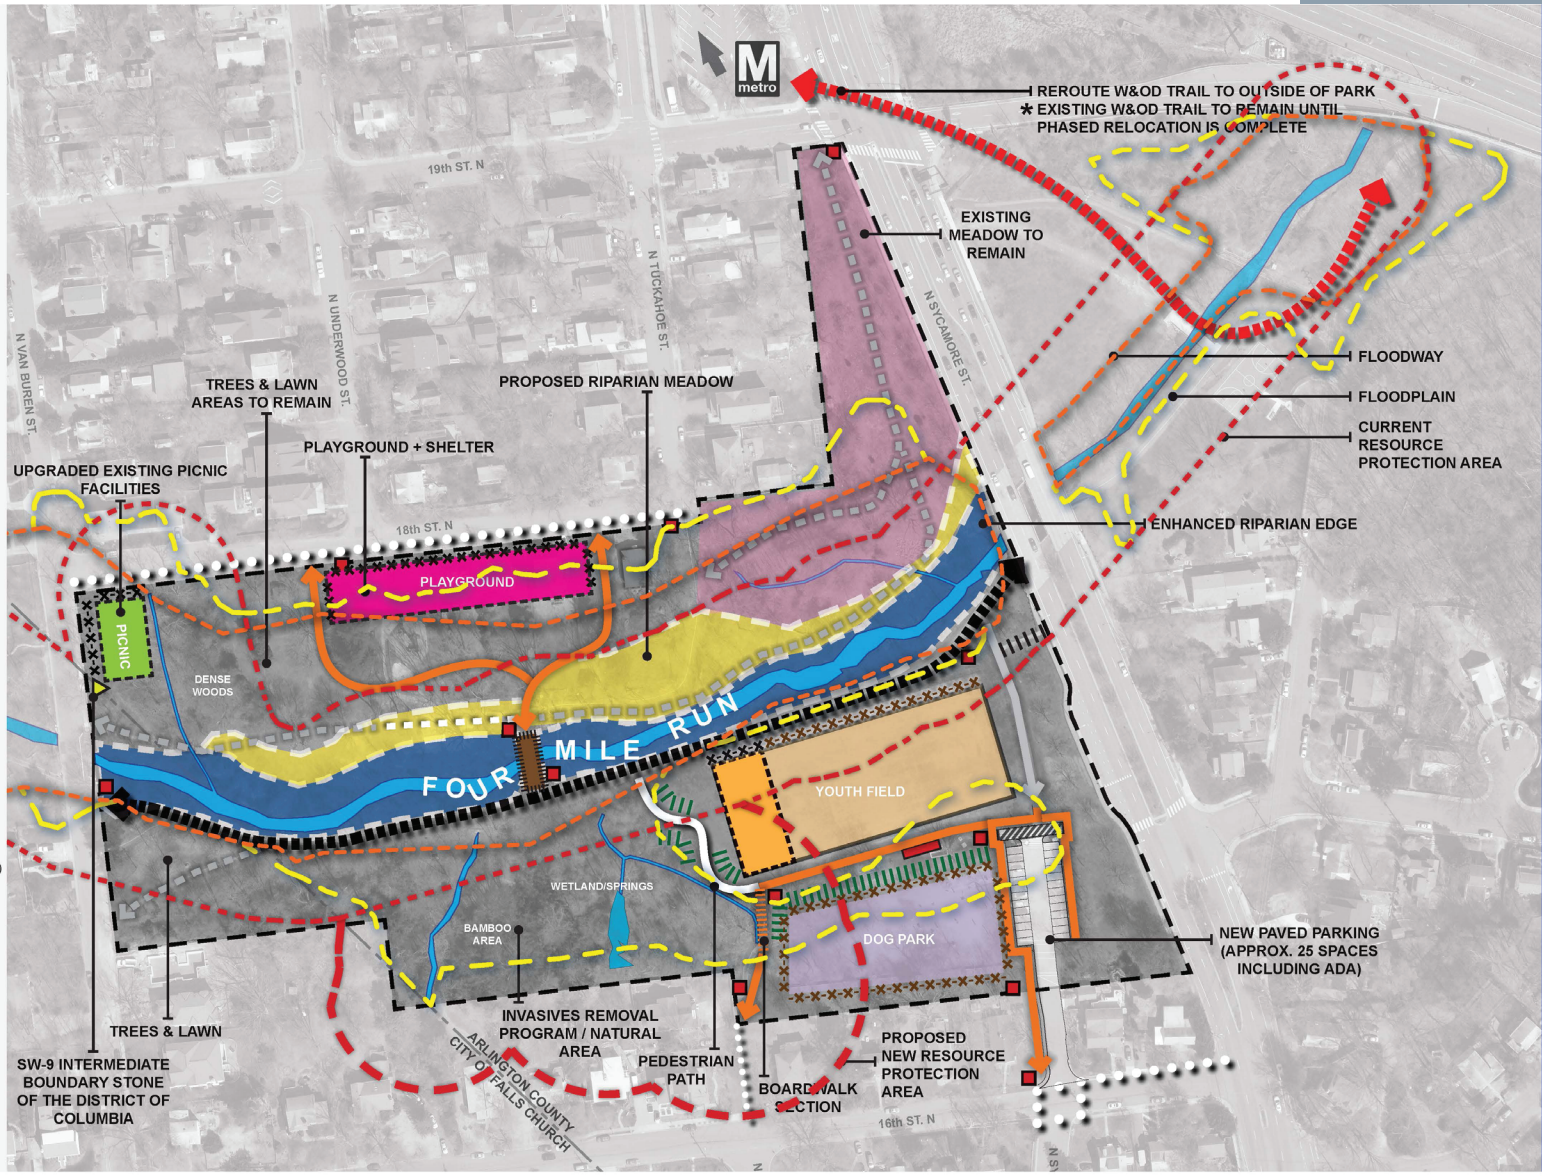 M
metro
REROUTE W&OD TRAIL TO OUTSIDE OF PARK
* EXISTING W&OD TRAIL TO REMAIN UNTIL
PHASED RELOCATION IS COMPLETE
19th ST. N
EXISTING
MEADOW TO
REMAIN
N TUCKAHOE ST.
N SYCAMORE ST.
N UNDERWOOD ST.
N VAN BUREN ST.
FLOODWAY
FLOODPLAIN
CURRENT
RESOURCE
PROTECTION AREA
TREES & LAWN
AREAS TO REMAIN
PROPOSED RIPARIAN MEADOW
PLAYGROUND + SHELTER
UPGRADED EXISTING PICNIC
FACILITIES
18th ST. N
ENHANCED RIPARIAN EDGE
PLAYGROUND
PICNIC
DENSE
WOODS
FOUR MILE RUN
YOUTH FIELD
WETLAND/SPRINGS
BAMBOO
AREA
DOG PARK
NEW PAVED PARKING
(APPROX. 25 SPACES
INCLUDING ADA)
TREES & LAWN
INVASIVES REMOVAL
PROGRAM / NATURAL
AREA
SW-9 INTERMEDIATE
BOUNDARY STONE
OF THE DISTRICT OF
COLUMBIA
ARLINGTON COUNTY
CITY OF FALLS CHURCH
PEDESTRIAN
PATH
BOARDWALK
SECTION
PROPOSED
NEW RESOURCE
PROTECTION
AREA
16th ST. N
N
N SY